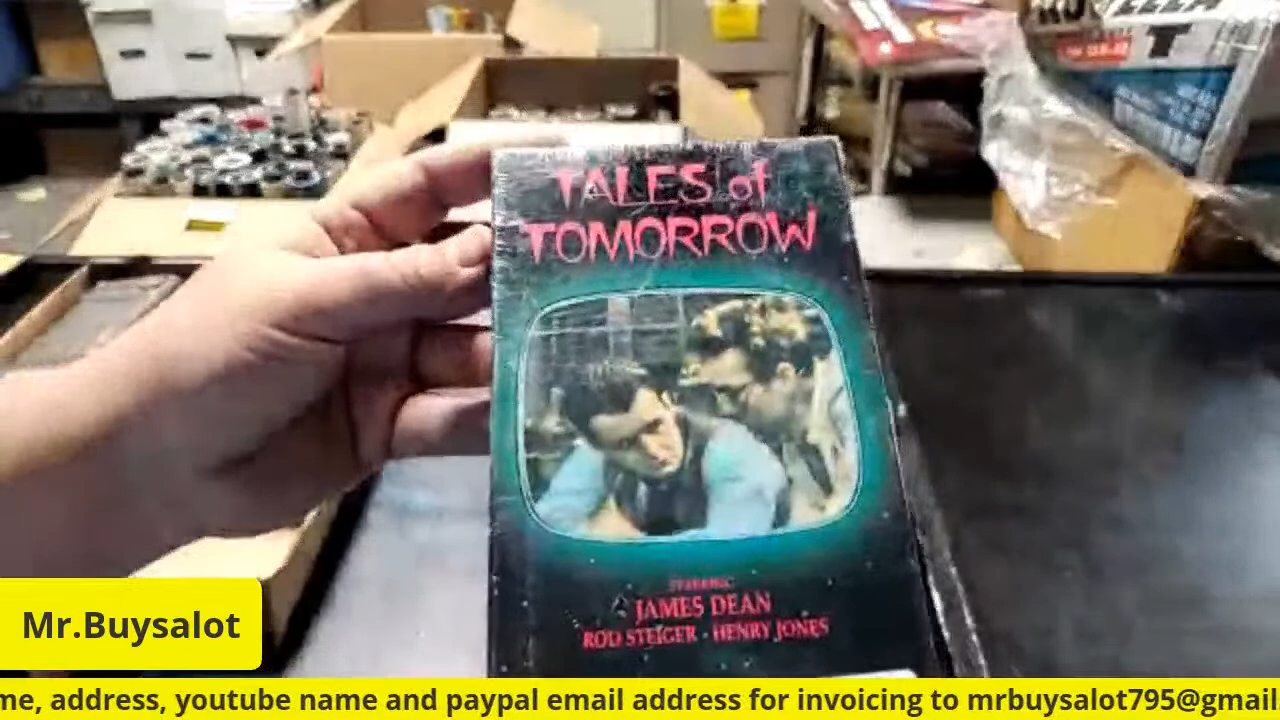 TALES of
TOMORROW
STARRING
JAMES DEAN
ROD STEIGER - HENRY JONES
Mr.Buysalot
me, address, youtube name and paypal email address for invoicing to mrbuysalot795@gmail.